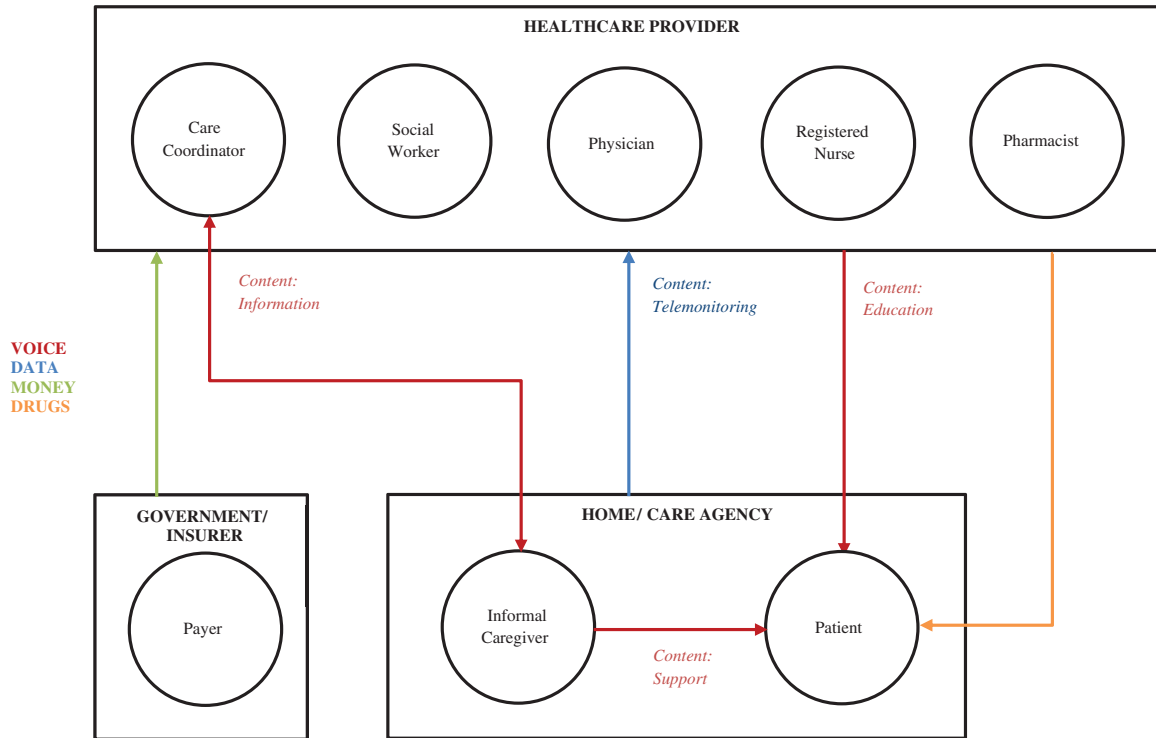 HEALTHCARE PROVIDER
Care
Coordinator
Social
Worker
Physician
Registered
Nurse
Pharmacist
Content:
Information
Content:
Telemonitoring
Content:
Education
VOICE
DATA
MONEY
DRUGS
GOVERNMENT/
INSURER
Payer
HOME/ CARE AGENCY
Informal
Caregiver
Patient
Content:
Support